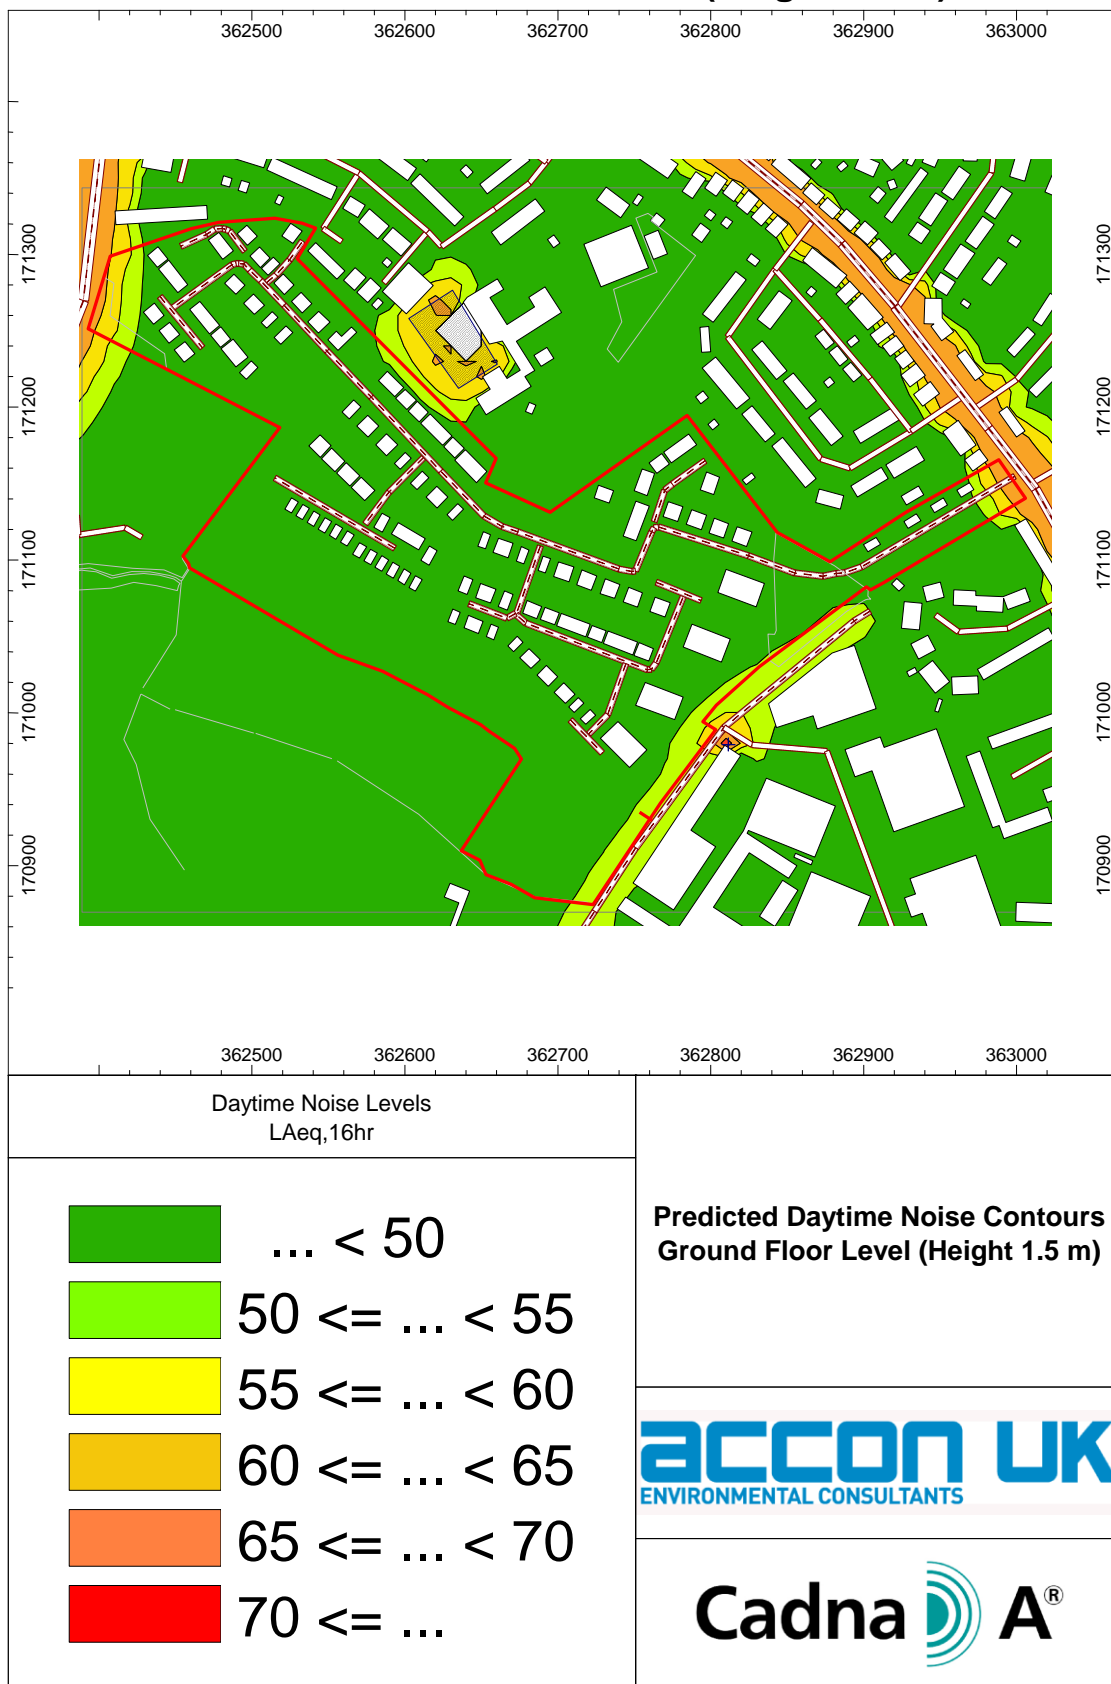 362500 362600 362700 362800 362900 363000
171300 171300
171200 171200
171100 171100
171000 171000
170900 170900
362500 362600 362700 362800 362900 363000
Daytime Noise Levels
LAeq,16hr
... < 50
50 <= ... < 55
55 <= ... < 60
60 <= ... < 65
65 <= ... < 70
70 <= ...
Predicted Daytime Noise Contours
Ground Floor Level (Height 1.5 m)
accon UK
ENVIRONMENTAL CONSULTANTS
Cadna A®